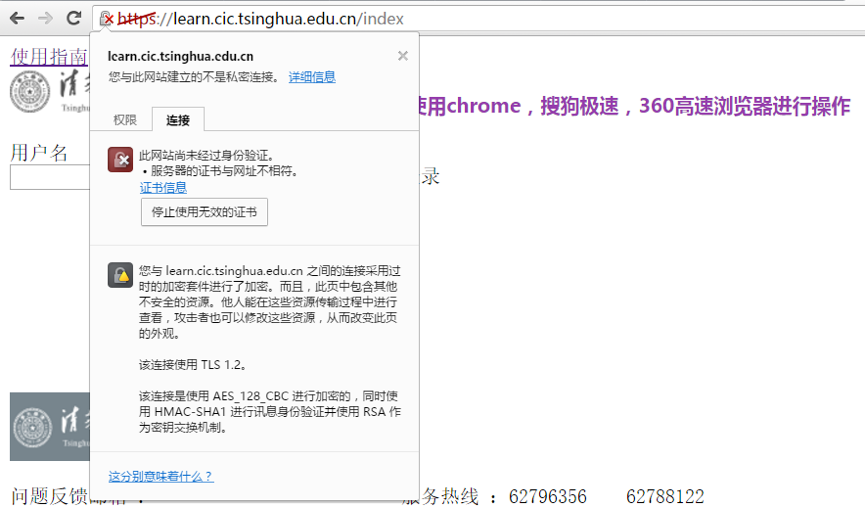 https://learn.cic.tsinghua.edu.cn/index
使用指南
learn.cic.tsinghua.edu.cn
您与此网站建立的不是私密连接。 详细信息
Tsingh
用chrome，搜狗极速，360高速浏览器进行操作
权限 连接
用户名
此网站尚未经过身份验证。
• 服务器的证书与网址不相符。
录
证书信息
停止使用无效的证书
您与 learn.cic.tsinghua.edu.cn 之间的连接采用过
时的加密套件进行了加密。而且，此页中包含其他
不安全的资源。他人能在这些资源传输过程中进行
查看，攻击者也可以修改这些资源，从而改变此页
的外观。
该连接使用 TLS 1.2。
该连接是使用 AES_128_CBC 进行加密的，同时使
用 HMAC-SHA1 进行讯息身份验证并使用 RSA 作
为密钥交换机制。
Tsingh
这分别意味着什么？
问题反馈邮箱 ： 服务热线 ：62796356 62788122